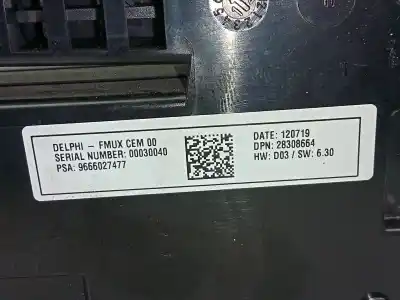 DELPHI – FMUX CEM 00
SERIAL NUMBER: 00030040
PSA: 9666027477
DATE: 120719
DPN: 28308664
HW: D03 / SW: 6.30